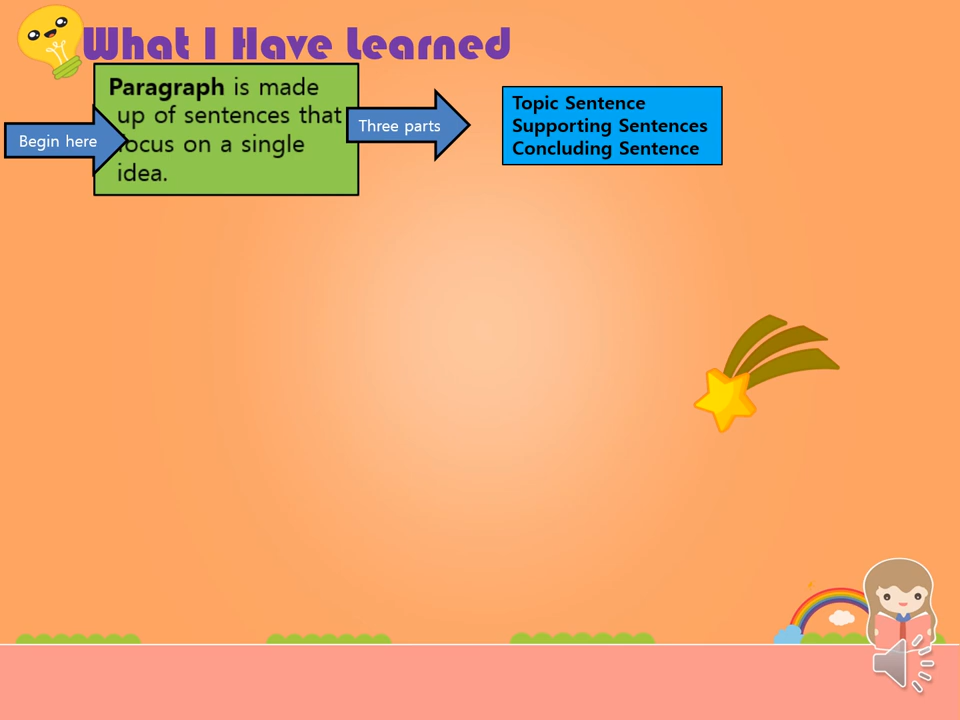 What I Have Learned
Paragraph is made
up of sentences that
focus on a single
idea.
Begin here
Three parts
Topic Sentence
Supporting Sentences
Concluding Sentence